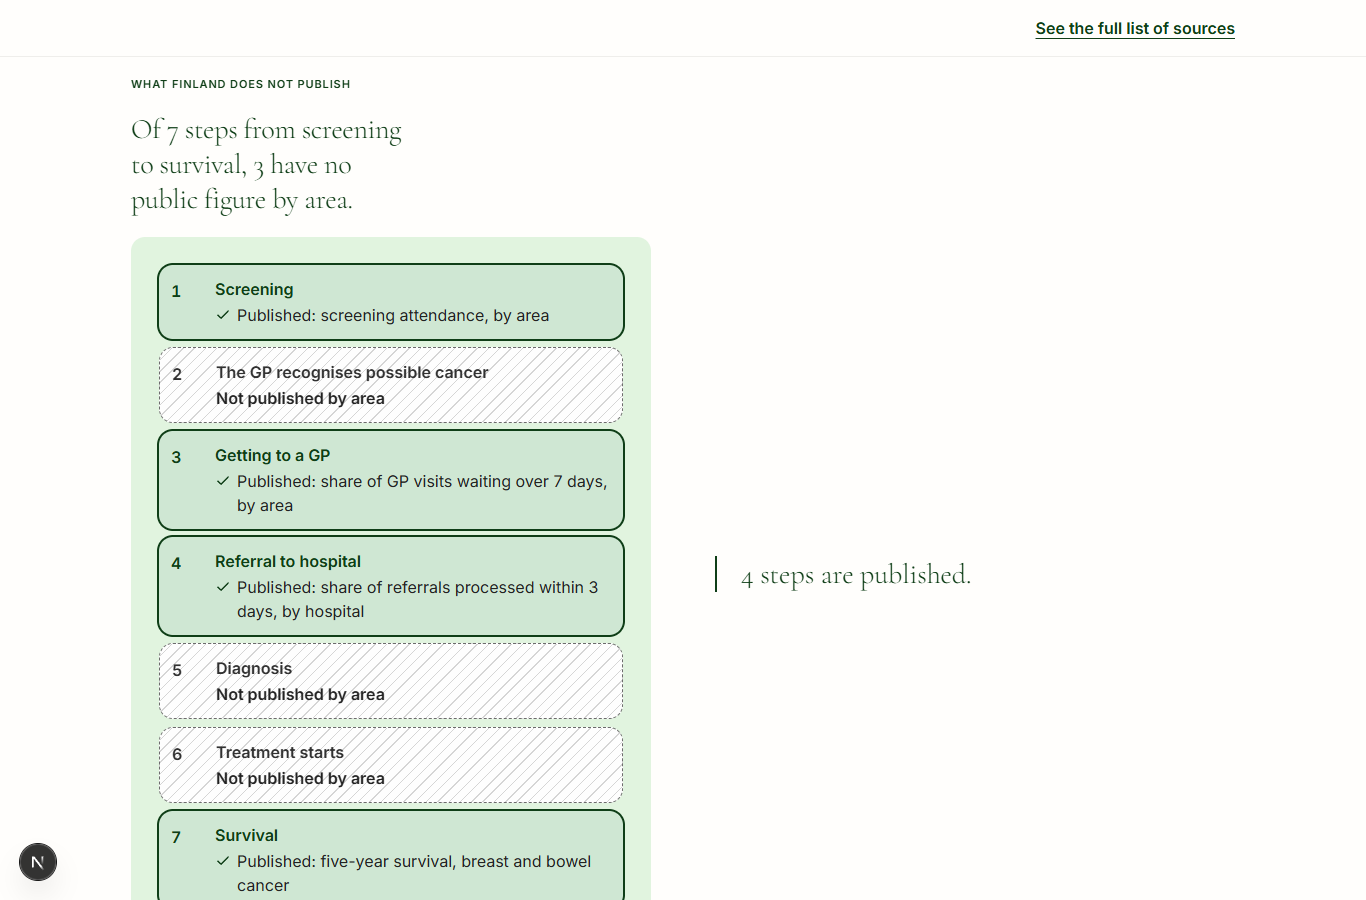 See the full list of sources
WHAT FINLAND DOES NOT PUBLISH
Of 7 steps from screening
to survival, 3 have no
public figure by area.
1 Screening
✓ Published: screening attendance, by area
2 The GP recognises possible cancer
Not published by area
3 Getting to a GP
✓ Published: share of GP visits waiting over 7 days,
by area
4 Referral to hospital
✓ Published: share of referrals processed within 3
days, by hospital
5 Diagnosis
Not published by area
6 Treatment starts
Not published by area
7 Survival
✓ Published: five-year survival, breast and bowel
cancer
4 steps are published.
N